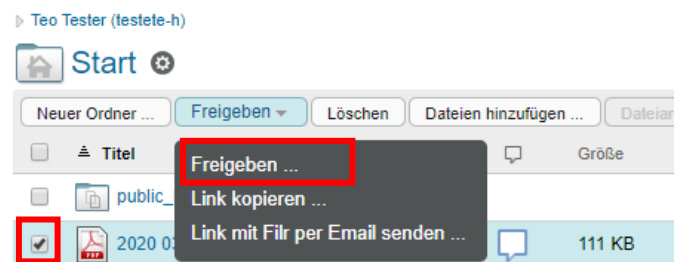 Teo Tester (testete-h)
Start
Neuer Ordner ... Freigeben Löschen Dateien hinzufügen ...
Titel Größe
Freigeben ...
public_
Link kopieren ...
2020 111 KB
Link mit Filr per Email senden ...